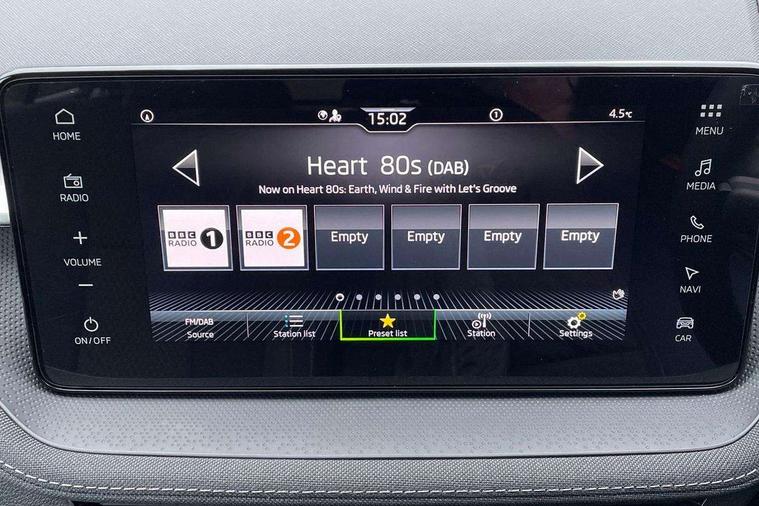 HOME
RADIO
VOLUME
ON/OFF
15:02
1
4.5°C
Heart 80s (DAB)
Now on Heart 80s: Earth, Wind & Fire with Let's Groove
BBC RADIO 1
BBC RADIO 2
Empty
Empty
Empty
Empty
FM/DAB
Source
Station list
Preset list
Station
Settings
MENU
MEDIA
PHONE
NAVI
CAR